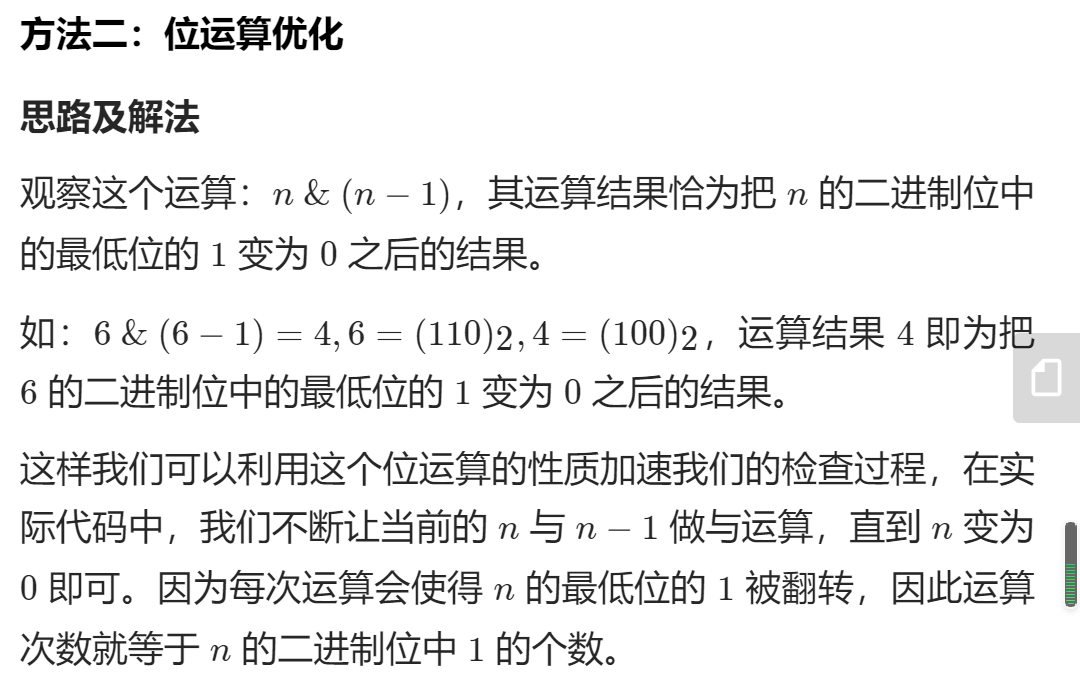 方法二：位运算优化
思路及解法
观察这个运算：n & (n − 1)，其运算结果恰为把 n 的二进制位中
的最低位的 1 变为 0 之后的结果。
如：6 & (6 − 1) = 4, 6 = (110)2, 4 = (100)2，运算结果 4 即为把
6 的二进制位中的最低位的 1 变为 0 之后的结果。
这样我们可以利用这个位运算的性质加速我们的检查过程，在实
际代码中，我们不断让当前的 n 与 n − 1 做与运算，直到 n 变为
0 即可。因为每次运算会使得 n 的最低位的 1 被翻转，因此运算
次数就等于 n 的二进制位中 1 的个数。